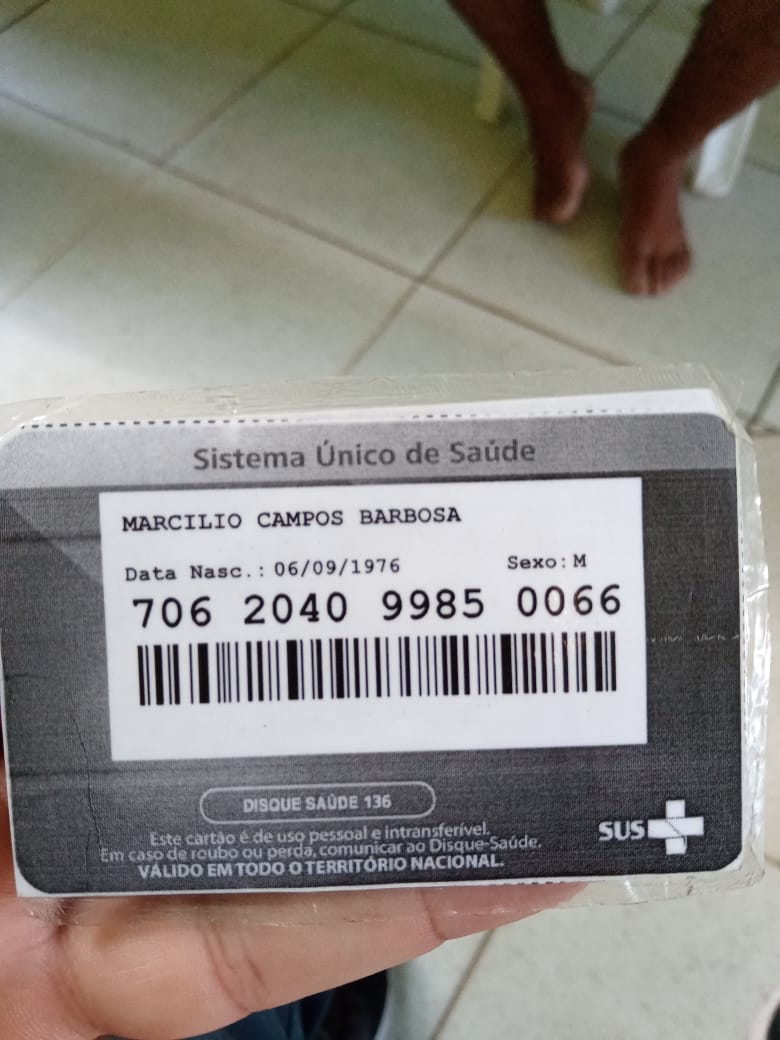 Sistema Único de Saúde
MARCILIO CAMPOS BARBOSA
Data Nasc.: 06/09/1976 Sexo: M
706 2040 9985 0066
DISQUE SAÚDE 136
Este cartão é de uso pessoal e intransferível.
Em caso de roubo ou perda, comunicar ao Disque-Saúde.
VÁLIDO EM TODO O TERRITÓRIO NACIONAL.
SUS